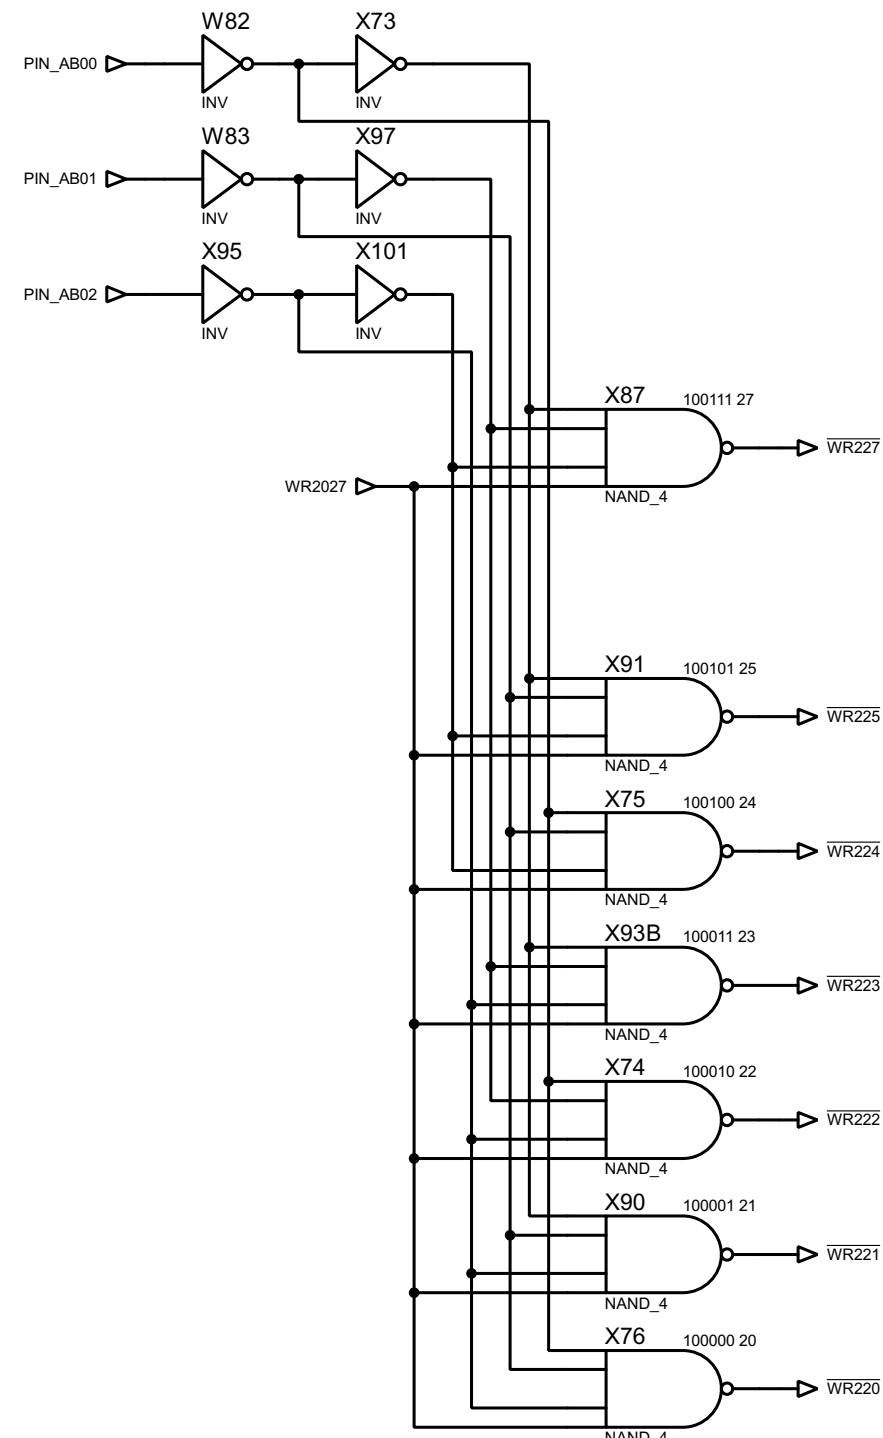 W82 X73
PIN_AB00
INV INV
W83 X97
PIN_AB01
INV INV
X95 X101
PIN_AB02
INV INV
X87 100111 27
WR227
WR2027
NAND_4
X91 100101 25
WR225
NAND_4
X75 100100 24
WR224
NAND_4
X93B 100011 23
WR223
NAND_4
X74 100010 22
WR222
NAND_4
X90 100001 21
WR221
NAND_4
X76 100000 20
WR220
NAND_4